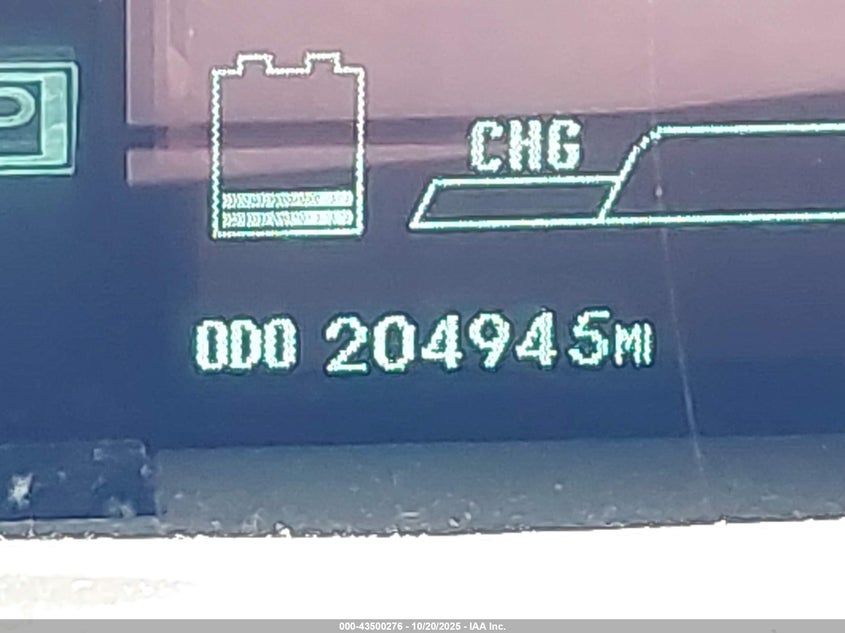 P
CHG
ODO 204945MI
000-43500276 - 10/20/2025 - IAA Inc.